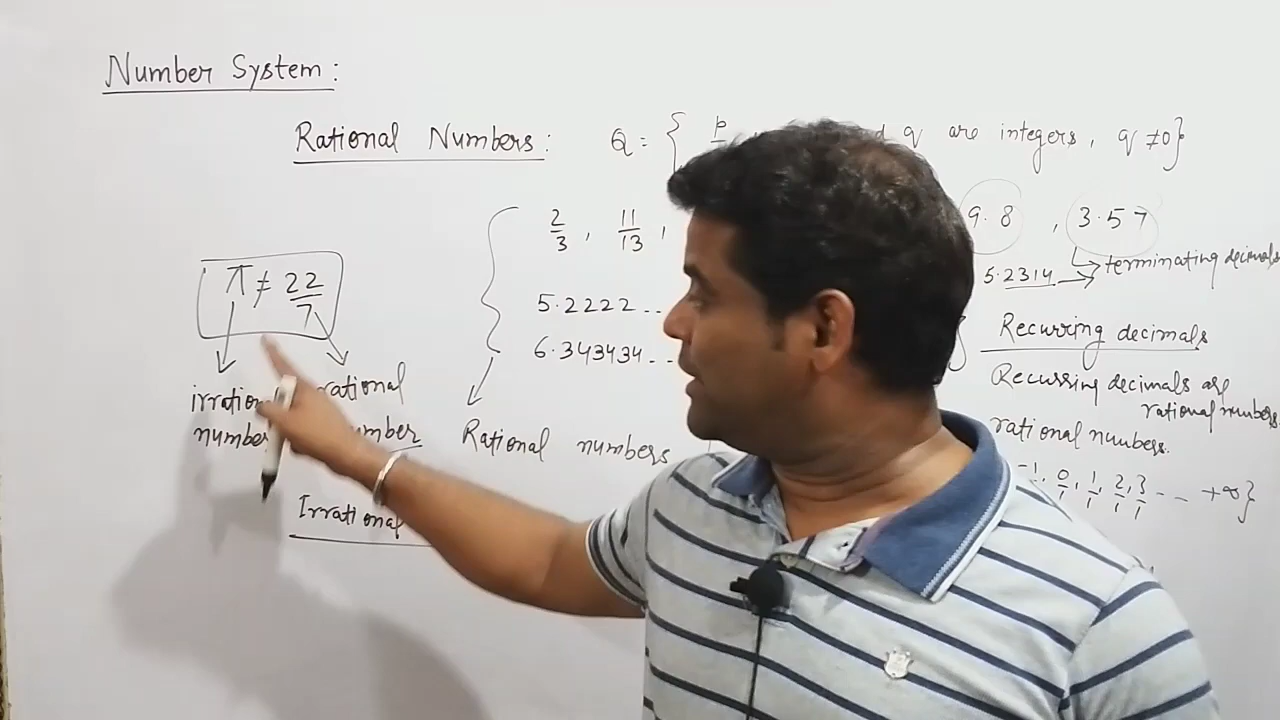 Number System:
Rational Numbers: Q = { p q are integers, q ≠ 0}
2/3, 11/13, 9.8, 3.57
5.2314 → terminating decimals
π ≠ 22/7
5.2222...
6.343434...
Recurring decimals
Recurring decimals are
rational numbers.
irration rational
number number
Rational numbers
rational numbers.
-1/1, 0/1, 1/1, 2/1, 3/1 -- +∞}
Irrational